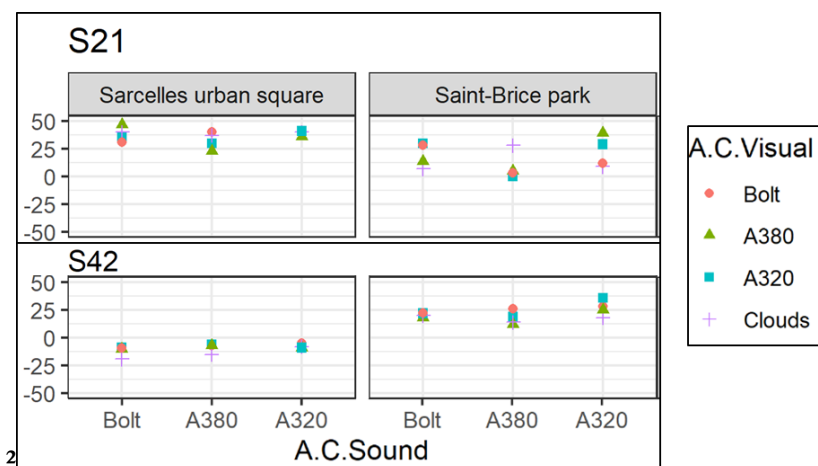 S21
Sarcelles urban square Saint-Brice park
50
25
0
-25
-50
S42
50
25
0
-25
-50
Bolt A380 A320 Bolt A380 A320
A.C.Sound
2
A.C.Visual
Bolt
A380
A320
Clouds